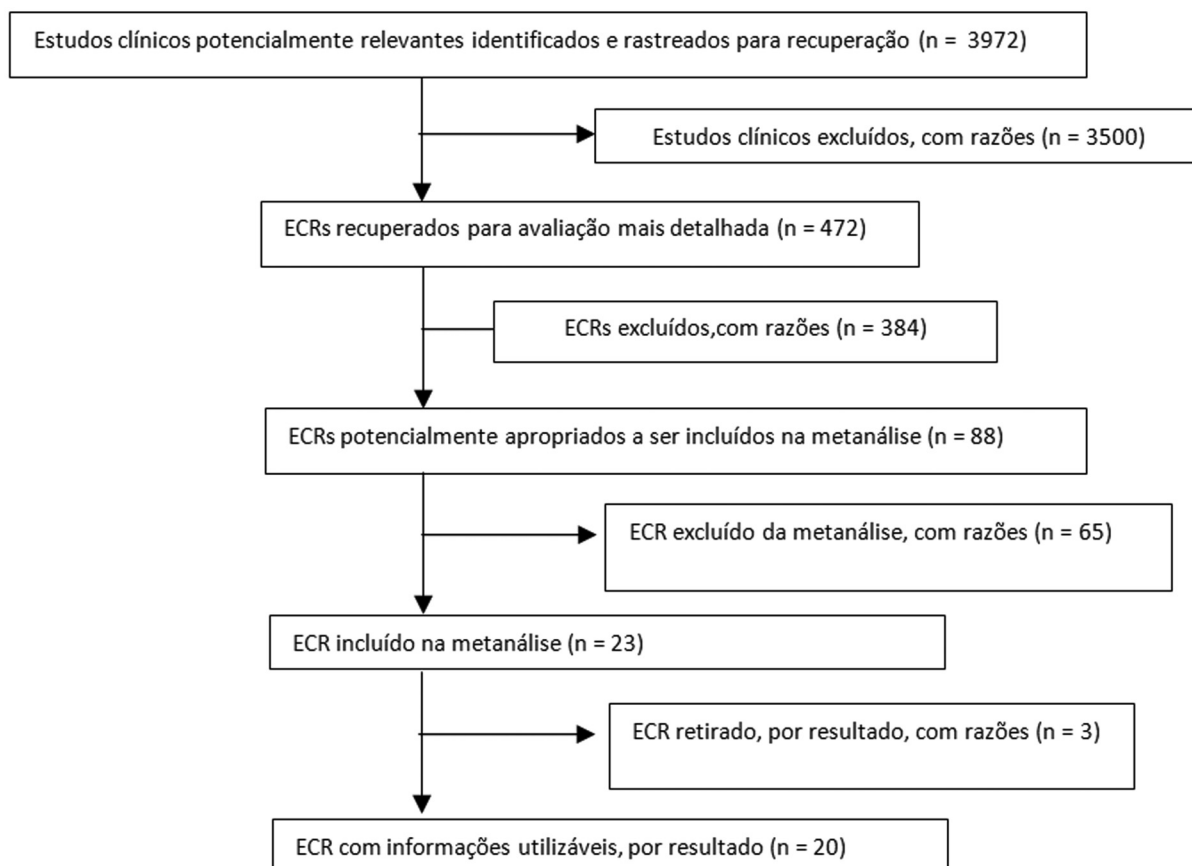 Estudos clínicos potencialmente relevantes identificados e rastreados para recuperação (n = 3972)
Estudos clínicos excluídos, com razões (n = 3500)
ECRs recuperados para avaliação mais detalhada (n = 472)
ECRs excluídos,com razões (n = 384)
ECRs potencialmente apropriados a ser incluídos na metanálise (n = 88)
ECR excluído da metanálise, com razões (n = 65)
ECR incluído na metanálise (n = 23)
ECR retirado, por resultado, com razões (n = 3)
ECR com informações utilizáveis, por resultado (n = 20)